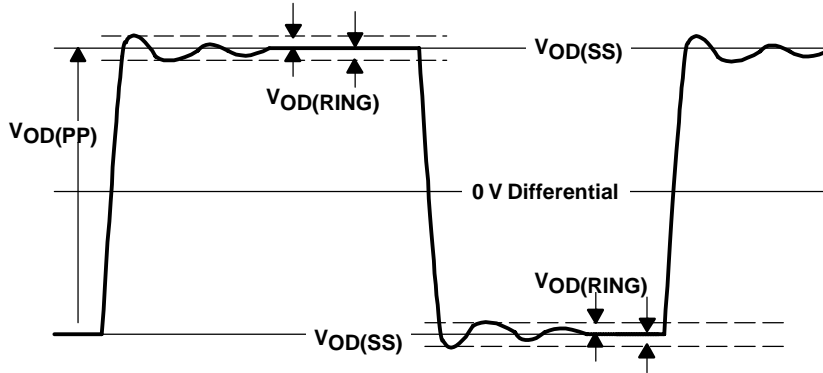 VOD(SS)
VOD(RING)
VOD(PP)
0 V Differential
VOD(RING)
VOD(SS)